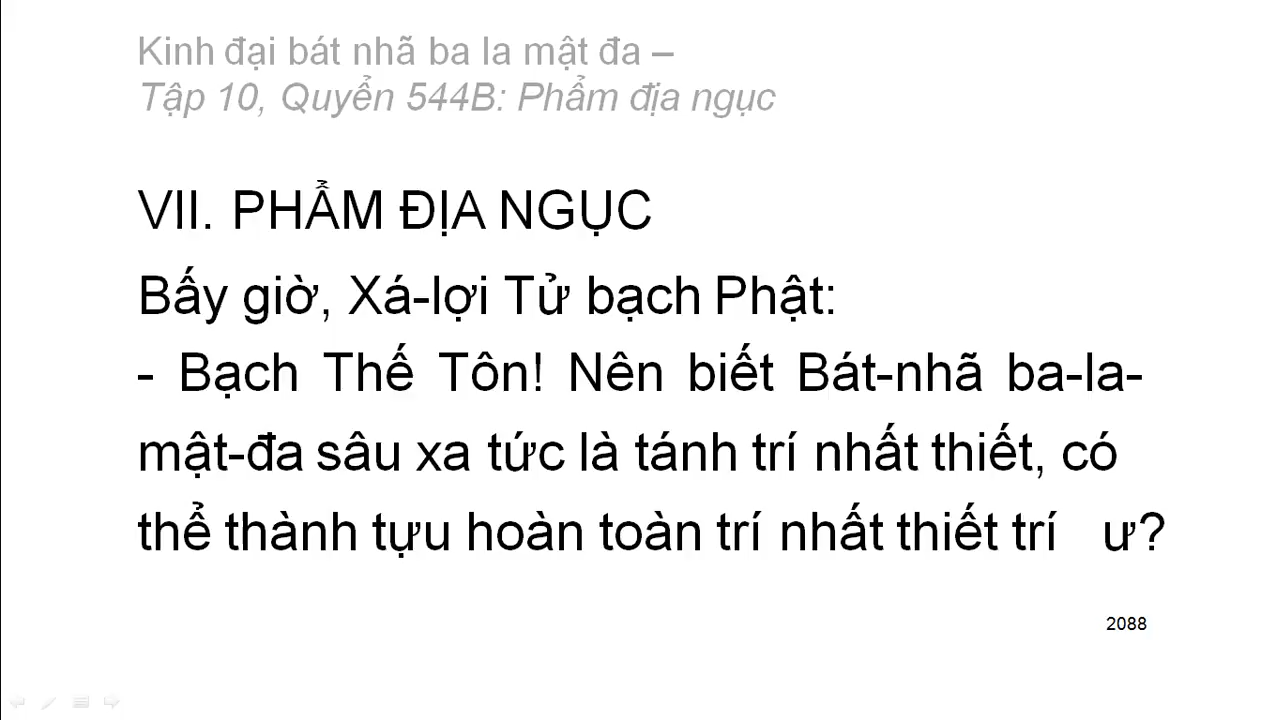 Kinh đại bát nhã ba la mật đa –
Tập 10, Quyển 544B: Phẩm địa ngục
VII. PHẨM ĐỊA NGỤC
Bấy giờ, Xá-lợi Tử bạch Phật:
- Bạch Thế Tôn! Nên biết Bát-nhã ba-la-
mật-đa sâu xa tức là tánh trí nhất thiết, có
thể thành tựu hoàn toàn trí nhất thiết trí ư?
2088